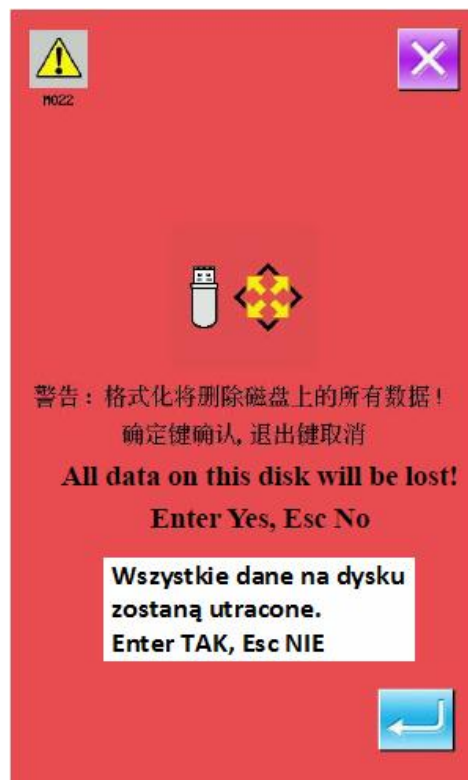 M022
警告：格式化将删除磁盘上的所有数据！
确定键确认，退出键取消
All data on this disk will be lost!
Enter Yes, Esc No
Wszystkie dane na dysku
zostaną utracone.
Enter TAK, Esc NIE